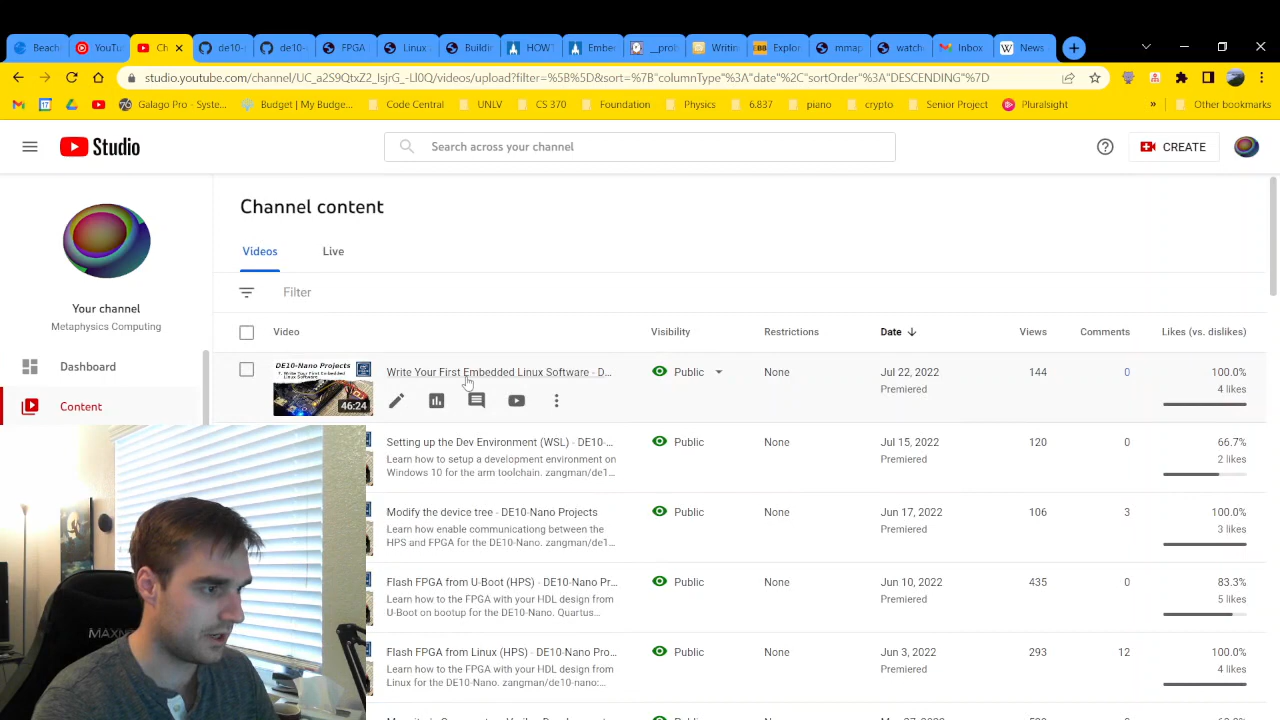 Beach
YouTu
Ch
de10-
de10-
FPGA
Linux
Buildin
HOWT
Embe
__prob
Writin
Explor
mmap
watch
Inbox
News
studio.youtube.com/channel/UC_a2S9QtxZ2_IsjrG_-Ll0Q/videos/upload?filter=%5B%5D&sort=%7B"columnType"%3A"date"%2C"sortOrder"%3A"DESCENDING"%7D
Galago Pro - Syste...
Budget | My Budge...
Code Central
UNLV
CS 370
Foundation
Physics
6.837
piano
crypto
Senior Project
Pluralsight
»
Other bookmarks
Studio
Search across your channel
CREATE
Your channel
Metaphysics Computing
Dashboard
Content
Channel content
Videos
Live
Filter
Video
Visibility
Restrictions
Date
Views
Comments
Likes (vs. dislikes)
DE10-Nano Projects
7. Write Your First Embedded
Linux Software
46:24
Write Your First Embedded Linux Software - D...
Public
None
Jul 22, 2022
Premiered
144
0
100.0%
4 likes
Setting up the Dev Environment (WSL) - DE10-...
Learn how to setup a development environment on
Windows 10 for the arm toolchain. zangman/de1...
Public
None
Jul 15, 2022
Premiered
120
0
66.7%
2 likes
Modify the device tree - DE10-Nano Projects
Learn how enable communicationg between the
HPS and FPGA for the DE10-Nano. zangman/de1...
Public
None
Jun 17, 2022
Premiered
106
3
100.0%
3 likes
Flash FPGA from U-Boot (HPS) - DE10-Nano Pr...
Learn how to the FPGA with your HDL design from
U-Boot on bootup for the DE10-Nano. Quartus...
Public
None
Jun 10, 2022
Premiered
435
0
83.3%
5 likes
Flash FPGA from Linux (HPS) - DE10-Nano Pro...
Learn how to the FPGA with your HDL design from
Linux for the DE10-Nano. zangman/de10-nano:...
Public
None
Jun 3, 2022
Premiered
293
12
100.0%
4 likes
MAXN